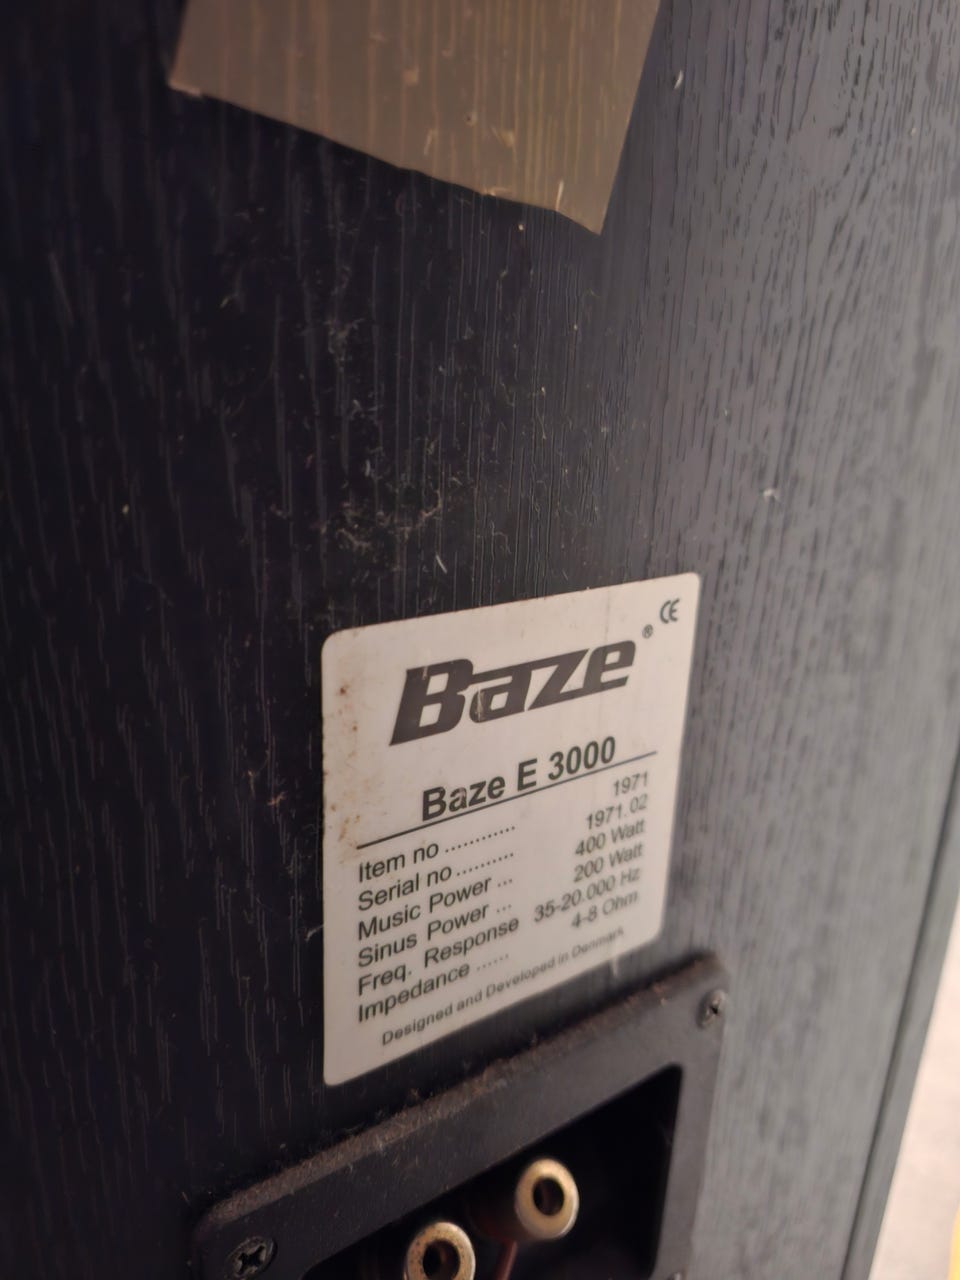 CE
Baze®
Baze E 3000
Item no ............ 1971
Serial no .......... 1971.02
Music Power ... 400 Watt
Sinus Power ... 200 Watt
Freq. Response 35-20.000 Hz
Impedance ...... 4-8 Ohm
Designed and Developed in Denmark